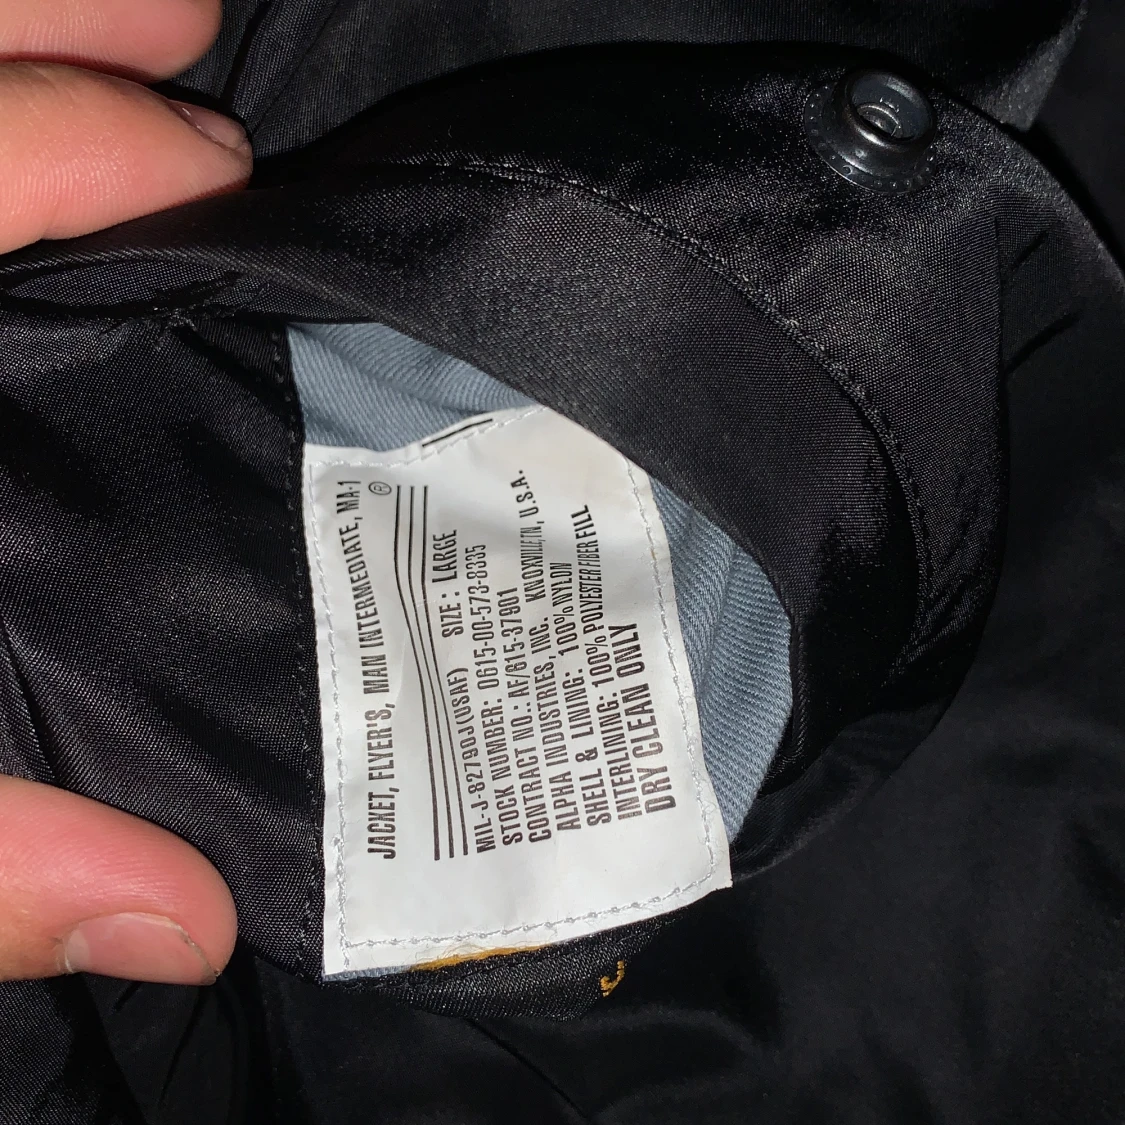 JACKET, FLYER'S, MAN INTERMEDIATE, MA-1
®
SIZE: LARGE
MIL-J-82790J(USAF)
STOCK NUMBER: 0615-00-573-8335
CONTRACT NO.: AF/615-37901
ALPHA INDUSTRIES, INC. KNOXVILLE,TN, U.S.A.
SHELL & LINING: 100% NYLON
INTERLINING: 100% POLYESTER FIBER FILL
DRY CLEAN ONLY